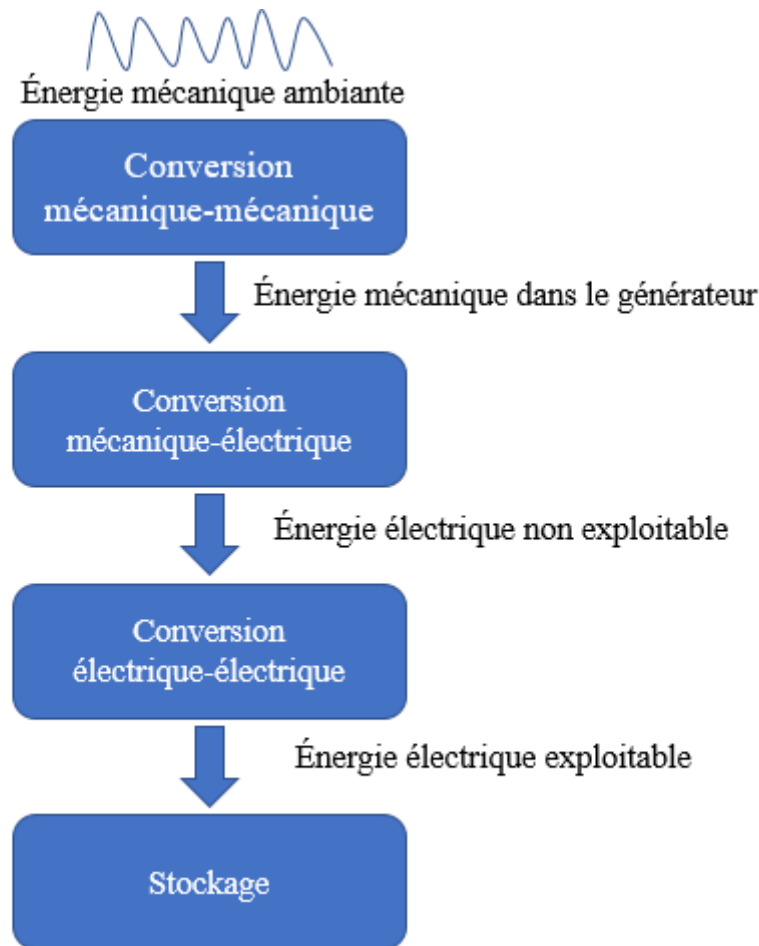 Énergie mécanique ambiante
Conversion
mécanique-mécanique
Énergie mécanique dans le générateur
Conversion
mécanique-électrique
Énergie électrique non exploitable
Conversion
électrique-électrique
Énergie électrique exploitable
Stockage